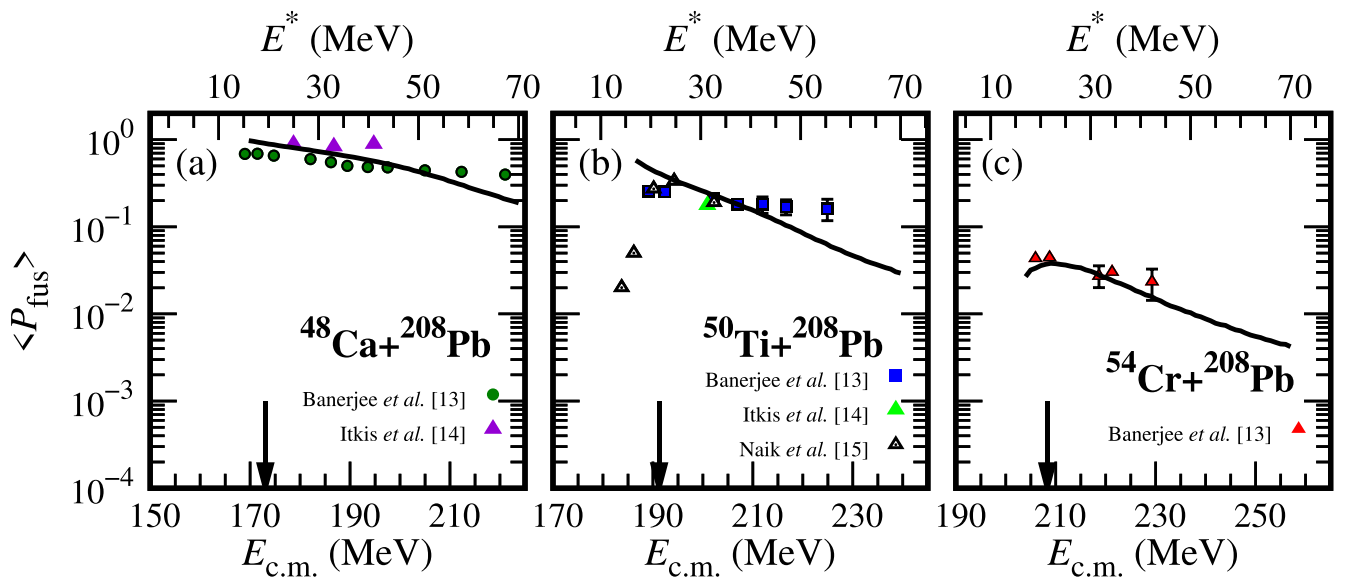 E* (MeV) E* (MeV) E* (MeV)
10 30 50 70 10 30 50 70 10 30 50 70
10⁰ (a) (b) (c)
10⁻¹
10⁻²
10⁻³
10⁻⁴
<P_fus>
⁴⁸Ca+²⁰⁸Pb
Banerjee et al. [13]
Itkis et al. [14]
⁵⁰Ti+²⁰⁸Pb
Banerjee et al. [13]
Itkis et al. [14]
Naik et al. [15]
⁵⁴Cr+²⁰⁸Pb
Banerjee et al. [13]
150 170 190 210 170 190 210 230 190 210 230 250
E_c.m. (MeV) E_c.m. (MeV) E_c.m. (MeV)